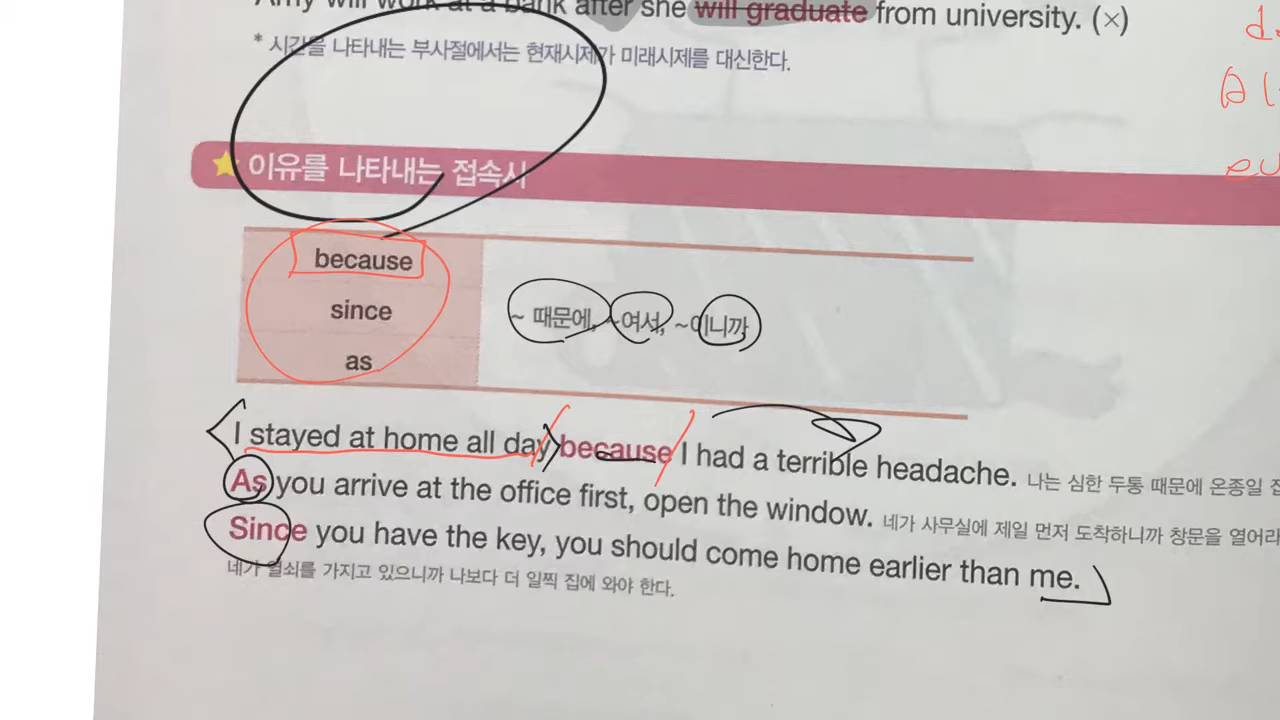 Amy will work at a bank after she will graduate from university. (×)
* 시간을 나타내는 부사절에서는 현재시제가 미래시제를 대신한다.
이유를 나타내는 접속사
because
since
as
~ 때문에, ~여서, ~이니까
I stayed at home all day because I had a terrible headache. 나는 심한 두통 때문에 온종일
As you arrive at the office first, open the window. 네가 사무실에 제일 먼저 도착하니까 창문을 열어라
Since you have the key, you should come home earlier than me.
네가 열쇠를 가지고 있으니까 나보다 더 일찍 집에 와야 한다.